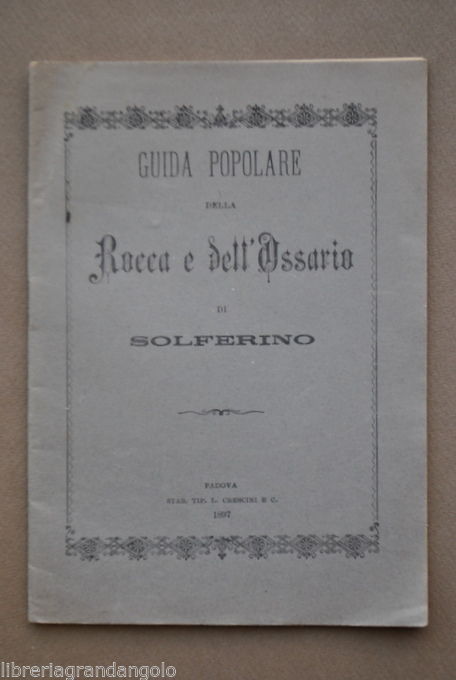 GUIDA POPOLARE
DELLA
Rocca e dell'Ossario
DI
SOLFERINO
PADOVA
STAB. TIP. L. CRESCINI E C.
1897
libreriagrandangolo